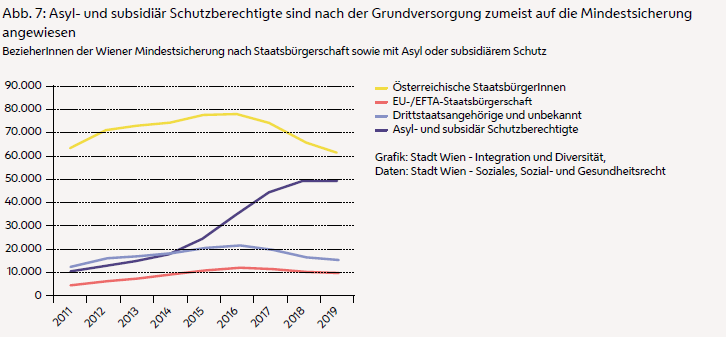 Abb. 7: Asyl- und subsidiär Schutzberechtigte sind nach der Grundversorgung zumeist auf die Mindestsicherung
angewiesen
BezieherInnen der Wiener Mindestsicherung nach Staatsbürgerschaft sowie mit Asyl oder subsidiärem Schutz
90.000
80.000
70.000
60.000
50.000
40.000
30.000
20.000
10.000
0
2011
2012
2013
2014
2015
2016
2017
2018
2019
Österreichische StaatsbürgerInnen
EU-/EFTA-Staatsbürgerschaft
Drittstaatsangehörige und unbekannt
Asyl- und subsidär Schutzberechtigte
Grafik: Stadt Wien - Integration und Diversität,
Daten: Stadt Wien - Soziales, Sozial- und Gesundheitsrecht